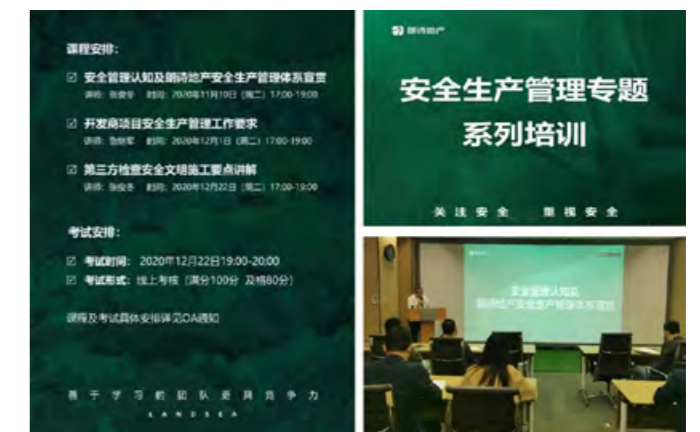 课程安排：
安全管理认知及朗诗地产安全生产管理体系宣贯
讲师：张俊冬 时间：2020年11月10日（周二）17:00-19:00
开发商项目安全生产管理工作要求
时间：2020年12月1日（周二）17:00-19:00
第三方检查安全文明施工要点讲解
讲师：张俊冬 时间：2020年12月22日（周二）17:00-19:00
考试安排：
考试时间：2020年12月22日19:00-20:00
考试形式：线上考核（满分100分 及格80分）
课程及考试具体安排详见OA通知
善于学习的团队更具竞争力
LANDSEA
朗诗地产
安全生产管理专题
系列培训
关注安全 重视安全
安全管理认知及
朗诗地产安全生产管理体系宣贯